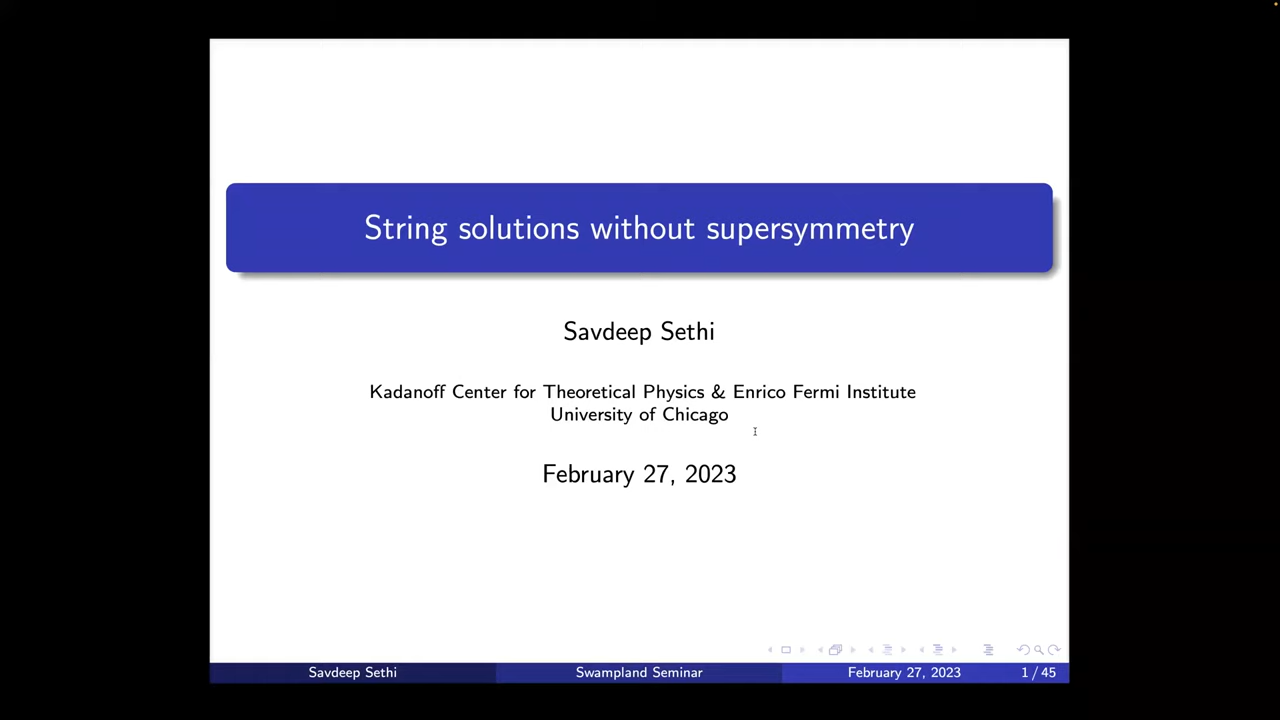 String solutions without supersymmetry
Savdeep Sethi
Kadanoff Center for Theoretical Physics & Enrico Fermi Institute
University of Chicago
February 27, 2023
Savdeep Sethi
Swampland Seminar
February 27, 2023
1 / 45